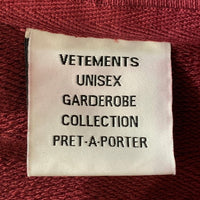 VETEMENTS
UNISEX
GARDEROBE
COLLECTION
PRET-A-PORTER